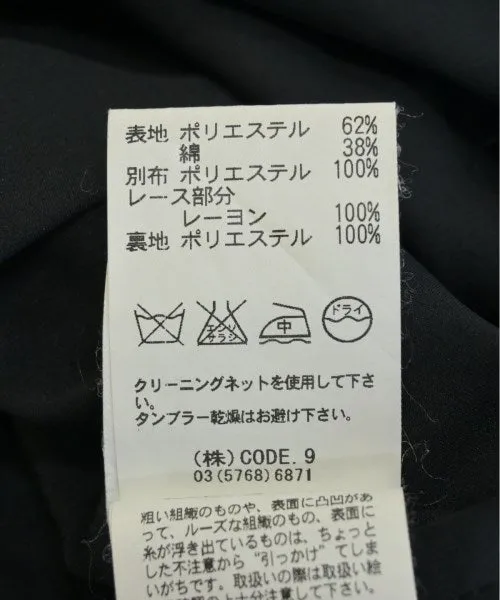 表地 ポリエステル 62%
綿 38%
別布 ポリエステル 100%
レース部分
レーヨン 100%
裏地 ポリエステル 100%
エンソ
サラシ
中
ドライ
クリーニングネットを使用して下さ
い。
タンブラー乾燥はお避け下さい。
(株) CODE. 9
03 (5768) 6871
粗い組織のものや、表面に凸凹があ
って、ルーズな組織のもの、表面に
糸が浮き出ているものは、ちょっと
した不注意から“引っかけ”てしま
いがちです。取扱いの際は取扱い絵